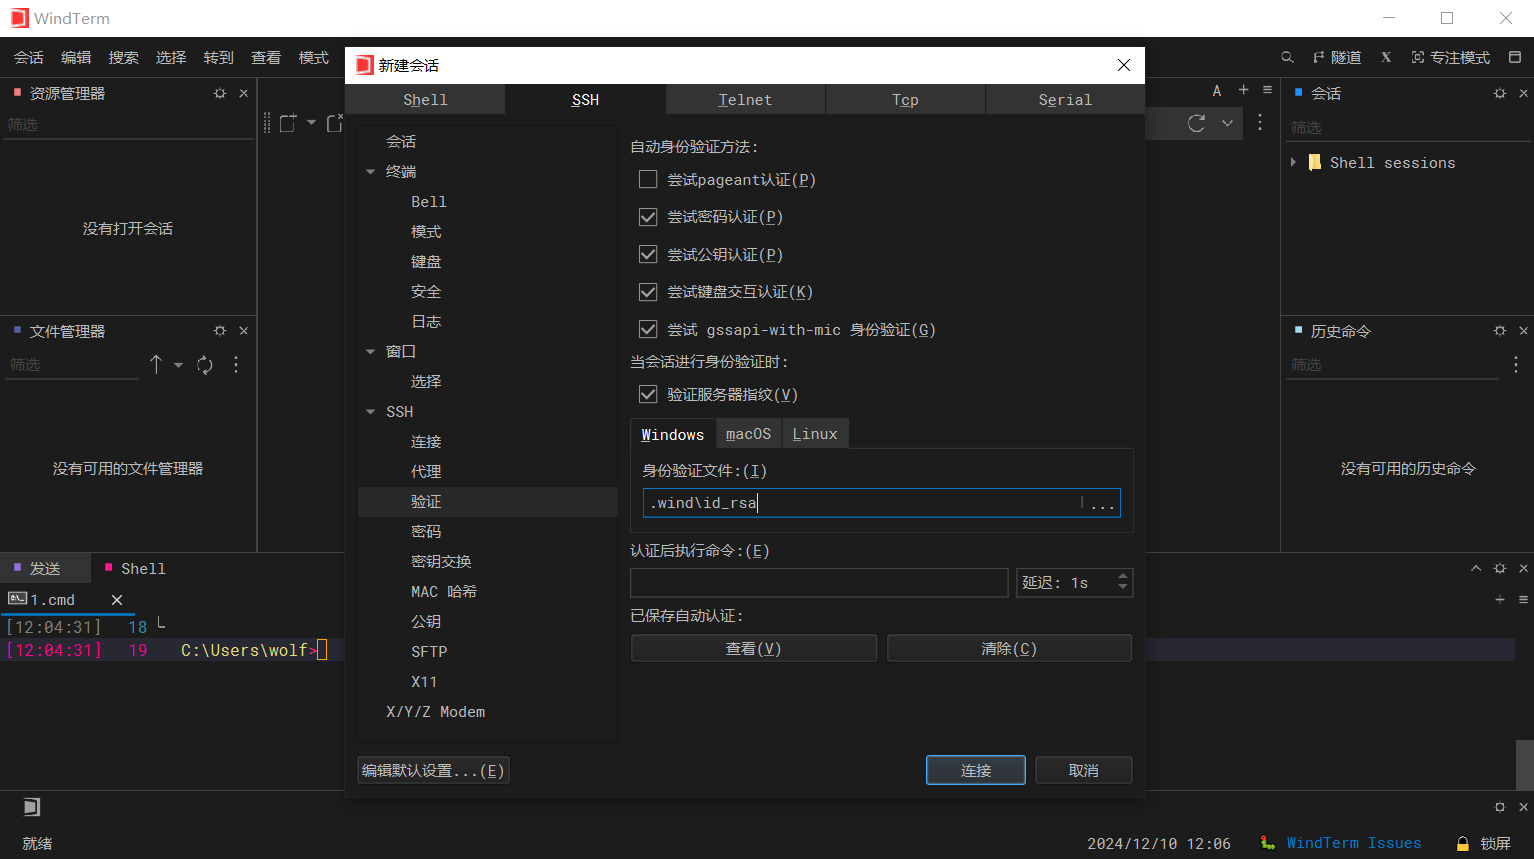 WindTerm
会话 编辑 搜索 选择 转到 查看 模式
隧道 X 专注模式
资源管理器
筛选
没有打开会话
文件管理器
筛选
没有可用的文件管理器
新建会话
Shell SSH Telnet Tcp Serial
会话
终端
Bell
模式
键盘
安全
日志
窗口
选择
SSH
连接
代理
验证
密码
密钥交换
MAC 哈希
公钥
SFTP
X11
X/Y/Z Modem
自动身份验证方法:
尝试pageant认证(P)
尝试密码认证(P)
尝试公钥认证(P)
尝试键盘交互认证(K)
尝试 gssapi-with-mic 身份验证(G)
当会话进行身份验证时:
验证服务器指纹(V)
Windows macOS Linux
身份验证文件:(I)
.wind\id_rsa ...
认证后执行命令:(E)
延迟: 1s
已保存自动认证:
查看(V) 清除(C)
编辑默认设置...(E) 连接 取消
A
会话
筛选
Shell sessions
历史命令
筛选
没有可用的历史命令
发送 Shell
1.cmd
[12:04:31] 18
[12:04:31] 19 C:\Users\wolf>
就绪
2024/12/10 12:06 WindTerm Issues 锁屏